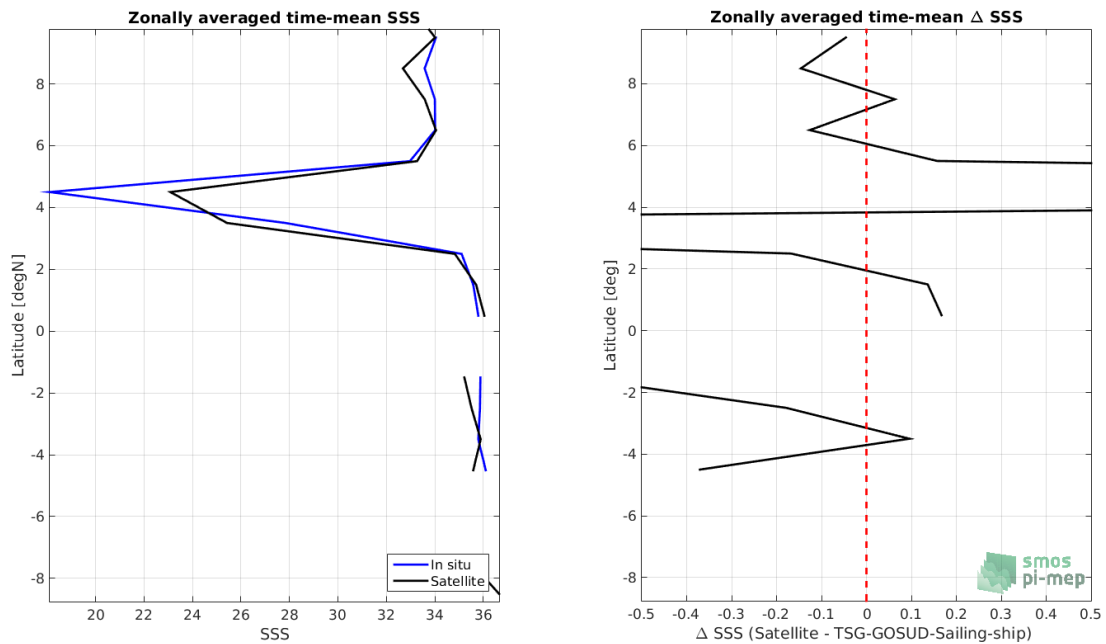 Zonally averaged time-mean SSS
8
6
4
2
0
-2
-4
-6
-8
Latitude [degN]
20 22 24 26 28 30 32 34 36
SSS
In situ
Satellite
Zonally averaged time-mean Δ SSS
8
6
4
2
0
-2
-4
-6
-8
Latitude [deg]
-0.5 -0.4 -0.3 -0.2 -0.1 0 0.1 0.2 0.3 0.4 0.5
Δ SSS (Satellite - TSG-GOSUD-Sailing-ship)
smos
pi-mep